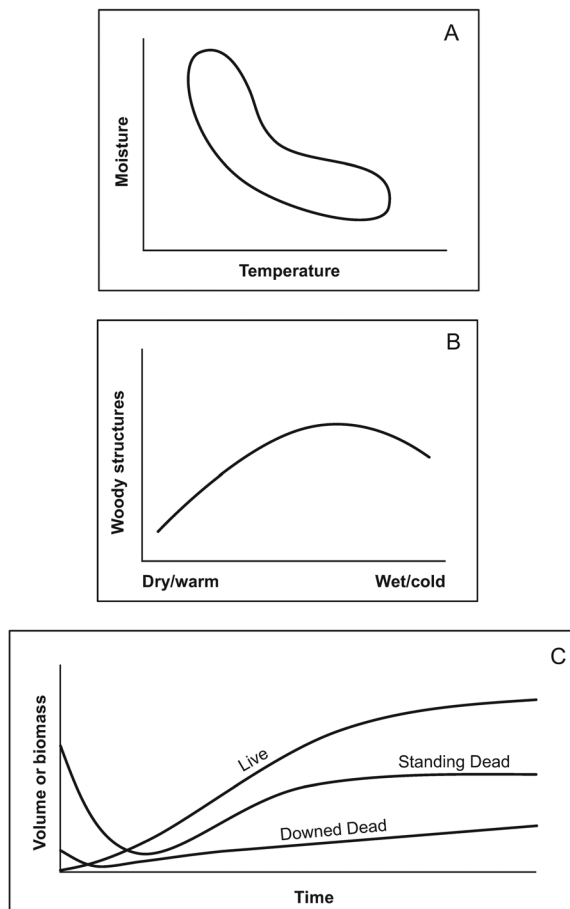 A
Moisture
Temperature
B
Woody structures
Dry/warm
Wet/cold
C
Volume or biomass
Live
Standing Dead
Downed Dead
Time